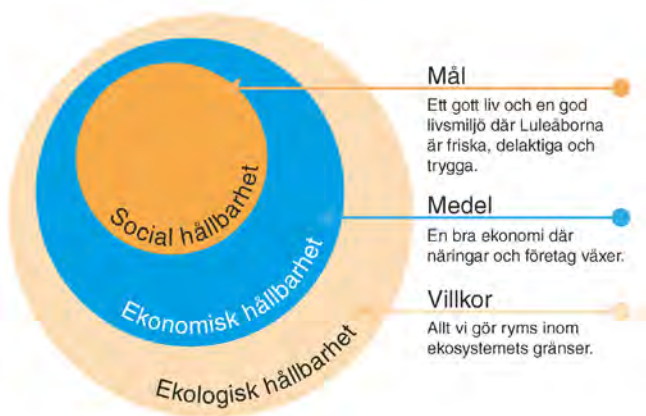 Social hållbarhet
Ekonomisk hållbarhet
Ekologisk hållbarhet
Mål
Ett gott liv och en god
livsmiljö där Luleåborna
är friska, delaktiga och
trygga.
Medel
En bra ekonomi där
näringar och företag växer.
Villkor
Allt vi gör ryms inom
ekosystemets gränser.